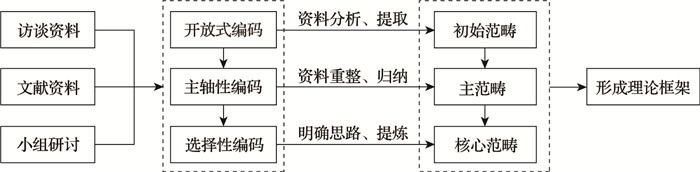 访谈资料
开放式编码
资料分析、提取
初始范畴
文献资料
主轴性编码
资料重整、归纳
主范畴
形成理论框架
小组研讨
选择性编码
明确思路、提炼
核心范畴